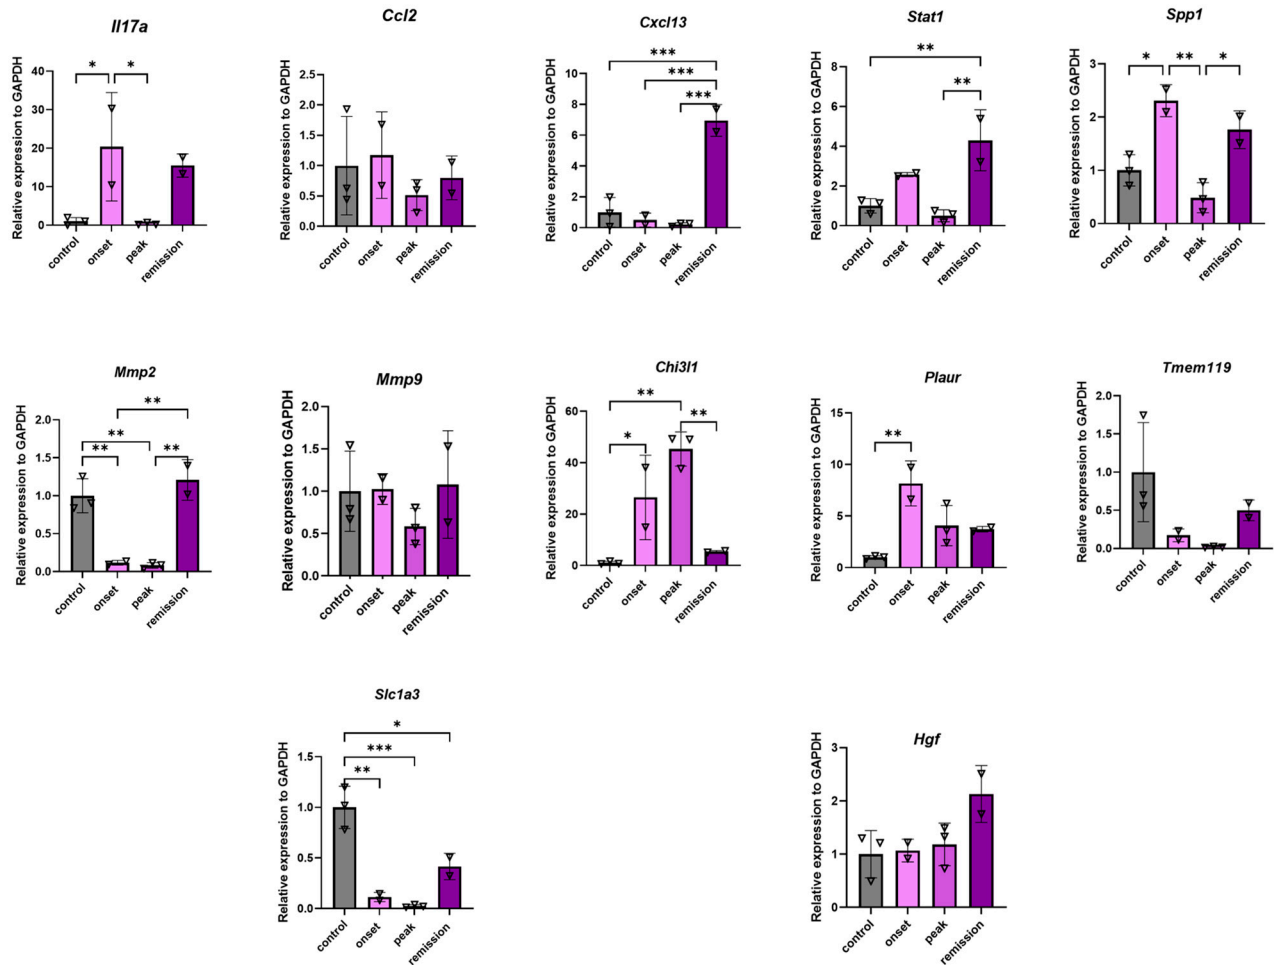 Il17a
Relative expression to GAPDH
40
30
20
10
0
* *
control onset peak remission
Ccl2
Relative expression to GAPDH
2.5
2.0
1.5
1.0
0.5
0.0
control onset peak remission
Cxcl13
Relative expression to GAPDH
10
8
6
4
2
0
***
***
***
control onset peak remission
Stat1
Relative expression to GAPDH
8
6
4
2
0
**
**
control onset peak remission
Spp1
Relative expression to GAPDH
3
2
1
0
* ** *
control onset peak remission
Mmp2
Relative expression to GAPDH
2.0
1.5
1.0
0.5
0.0
**
**
** **
control onset peak remission
Mmp9
Relative expression to GAPDH
2.0
1.5
1.0
0.5
0.0
control onset peak remission
Chi3l1
Relative expression to GAPDH
60
40
20
0
**
**
*
control onset peak remission
Plaur
Relative expression to GAPDH
15
10
5
0
**
control onset peak remission
Tmem119
Relative expression to GAPDH
2.0
1.5
1.0
0.5
0.0
control onset peak remission
Slc1a3
Relative expression to GAPDH
1.5
1.0
0.5
0.0
*
***
**
control onset peak remission
Hgf
Relative expression to GAPDH
3
2
1
0
control onset peak remission